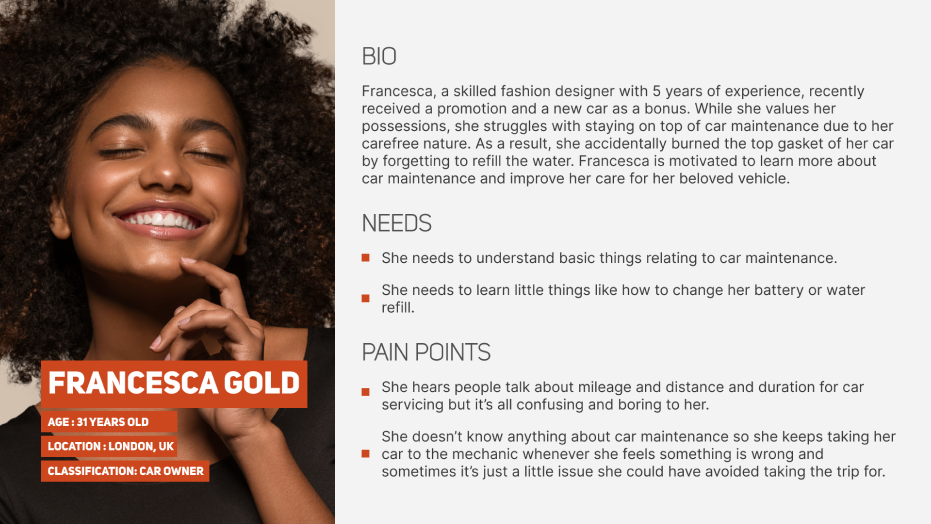 BIO
Francesca, a skilled fashion designer with 5 years of experience, recently
received a promotion and a new car as a bonus. While she values her
possessions, she struggles with staying on top of car maintenance due to her
carefree nature. As a result, she accidentally burned the top gasket of her car
by forgetting to refill the water. Francesca is motivated to learn more about
car maintenance and improve her care for her beloved vehicle.
NEEDS
She needs to understand basic things relating to car maintenance.
She needs to learn little things like how to change her battery or water
refill.
PAIN POINTS
She hears people talk about mileage and distance and duration for car
servicing but it’s all confusing and boring to her.
She doesn’t know anything about car maintenance so she keeps taking her
car to the mechanic whenever she feels something is wrong and
sometimes it’s just a little issue she could have avoided taking the trip for.
FRANCESCA GOLD
AGE : 31 YEARS OLD
LOCATION : LONDON, UK
CLASSIFICATION: CAR OWNER